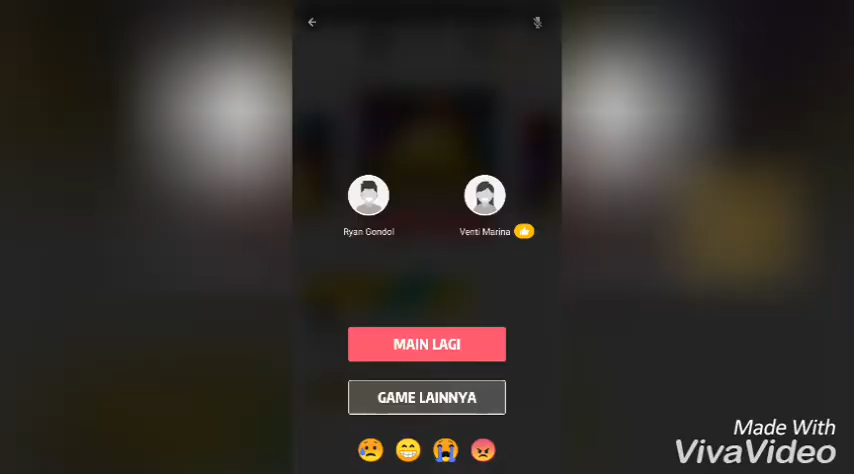 Ryan Gondol
Venti Marina
MAIN LAGI
GAME LAINNYA
Made With
VivaVideo